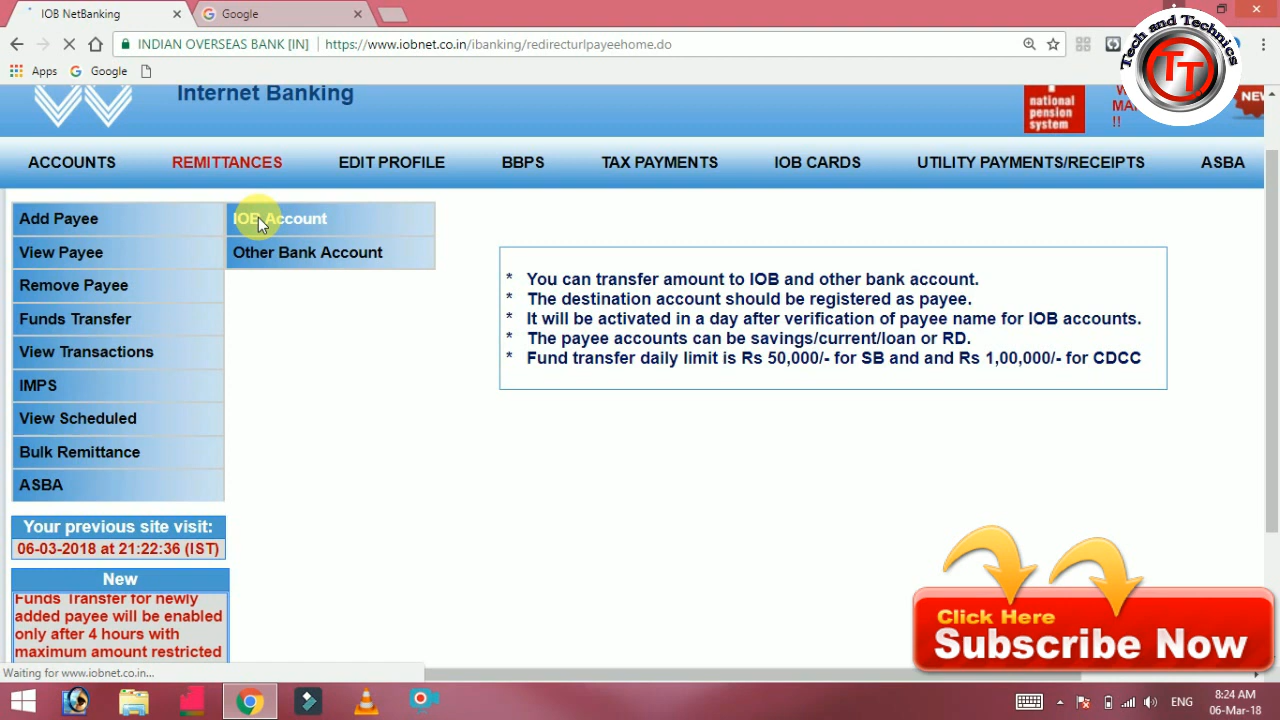 IOB NetBanking
Google
INDIAN OVERSEAS BANK [IN]
https://www.iobnet.co.in/ibanking/redirecturlpayeehome.do
Apps
Google
Tech and Technics
TT
Internet Banking
national
pension
system
W
MA
!!
NEW
ACCOUNTS
REMITTANCES
EDIT PROFILE
BBPS
TAX PAYMENTS
IOB CARDS
UTILITY PAYMENTS/RECEIPTS
ASBA
Add Payee
IOB Account
View Payee
Other Bank Account
Remove Payee
Funds Transfer
View Transactions
IMPS
View Scheduled
Bulk Remittance
ASBA
* You can transfer amount to IOB and other bank account.
* The destination account should be registered as payee.
* It will be activated in a day after verification of payee name for IOB accounts.
* The payee accounts can be savings/current/loan or RD.
* Fund transfer daily limit is Rs 50,000/- for SB and and Rs 1,00,000/- for CDCC
Your previous site visit:
06-03-2018 at 21:22:36 (IST)
New
Funds Transfer for newly
added payee will be enabled
only after 4 hours with
maximum amount restricted
Click Here
Subscribe Now
Waiting for www.iobnet.co.in...
ENG
8:24 AM
06-Mar-18